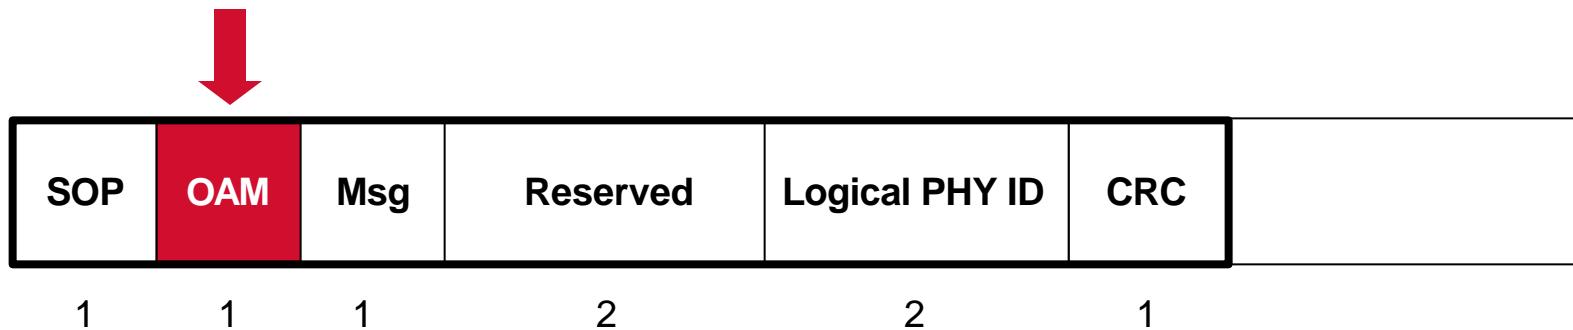 SOP OAM Msg Reserved Logical PHY ID CRC
1 1 1 2 2 1